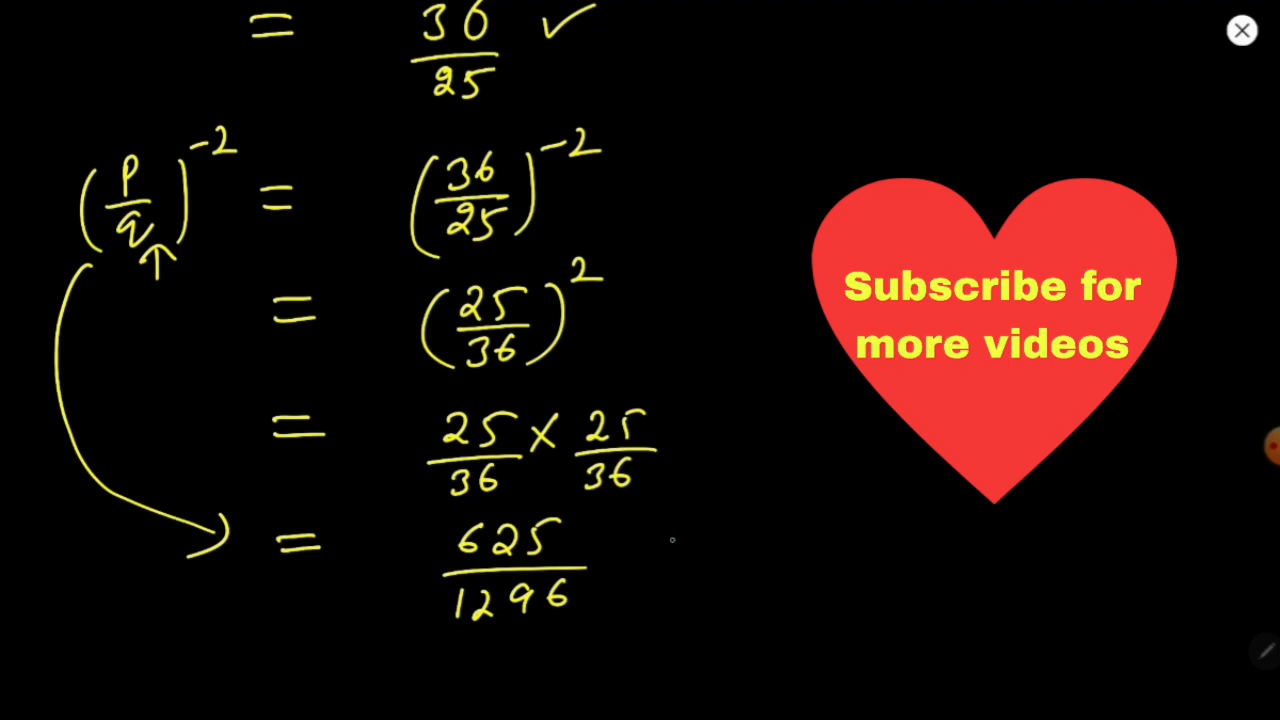 = 36/25 ✓
(p/q)^-2 = (36/25)^-2
↑
= (25/36)^2
= 25/36 × 25/36
= 625/1296
Subscribe for
more videos